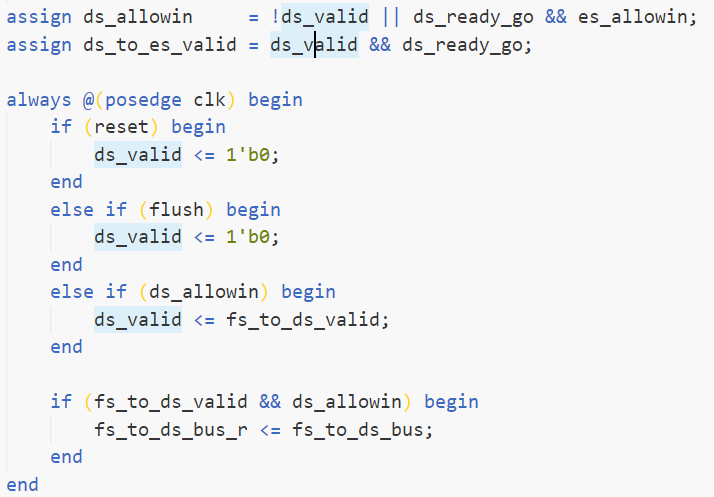 assign ds_allowin     = !ds_valid || ds_ready_go && es_allowin;
assign ds_to_es_valid = ds_valid && ds_ready_go;

always @(posedge clk) begin
    if (reset) begin
        ds_valid <= 1'b0;
    end
    else if (flush) begin
        ds_valid <= 1'b0;
    end
    else if (ds_allowin) begin
        ds_valid <= fs_to_ds_valid;
    end

    if (fs_to_ds_valid && ds_allowin) begin
        fs_to_ds_bus_r <= fs_to_ds_bus;
    end
end